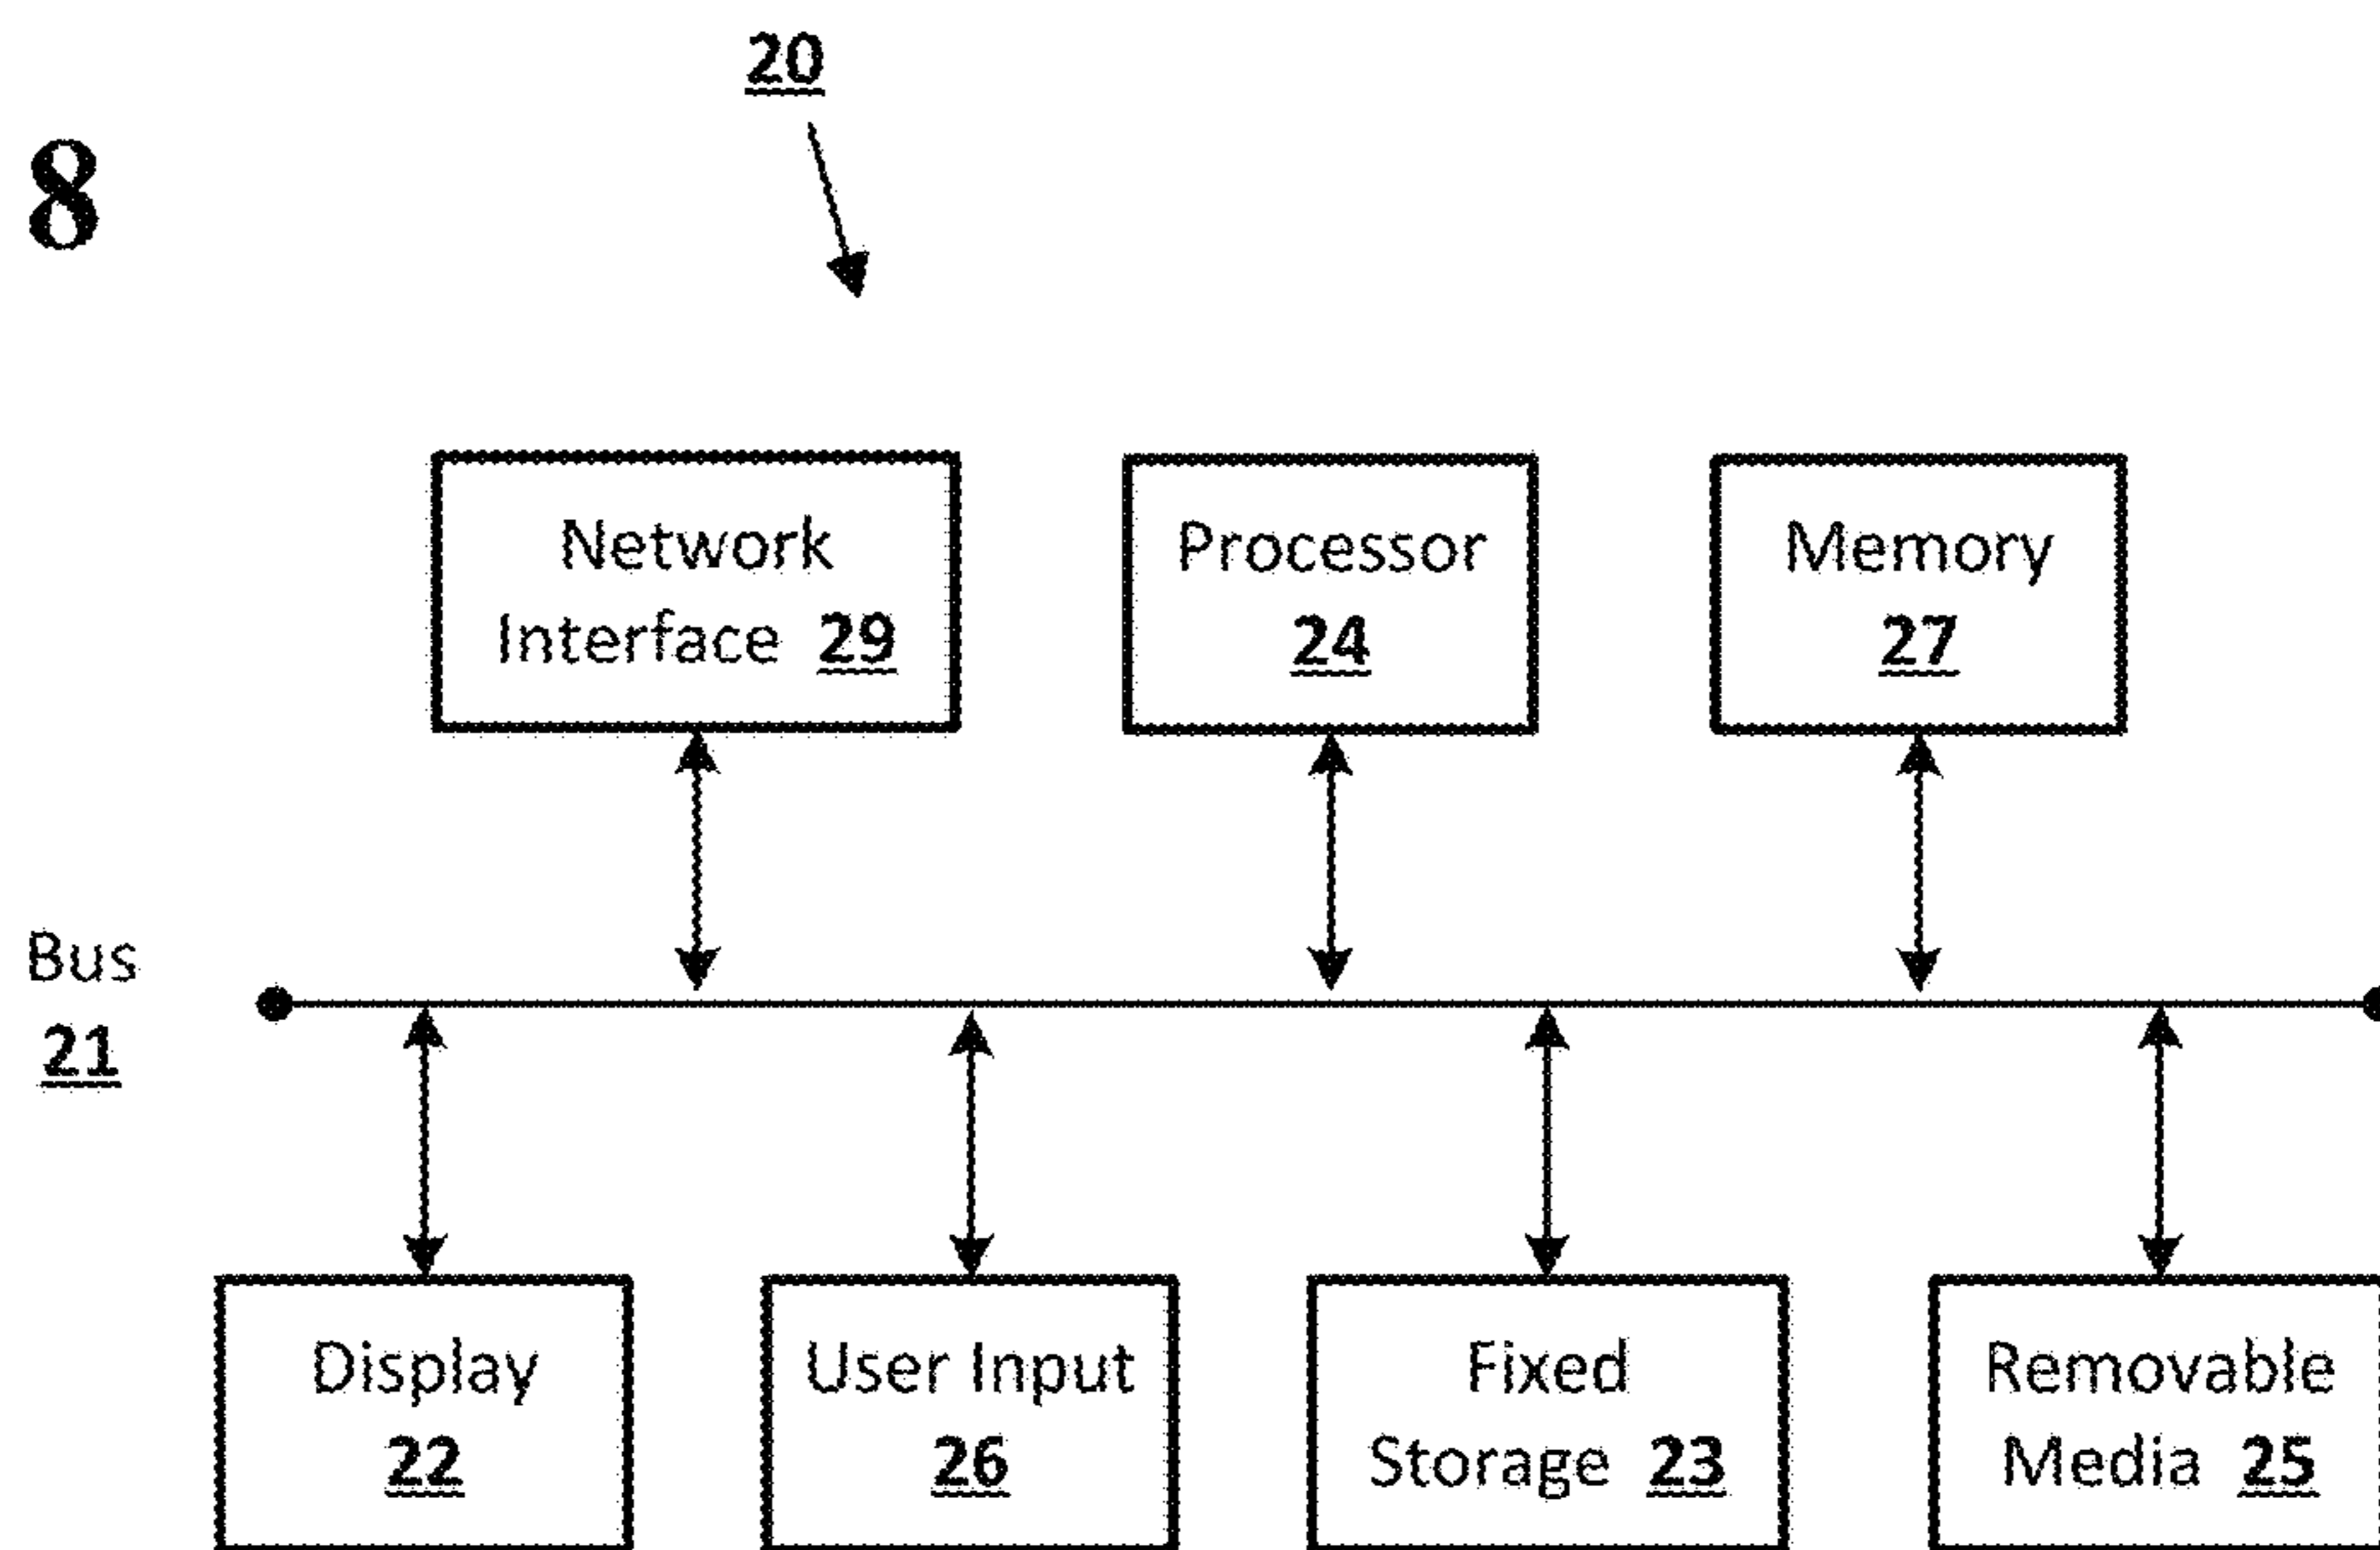 20
8
Network
Interface 29
Processor
24
Memory
27
Bus
21
Display
22
User Input
26
Fixed
Storage 23
Removable
Media 25